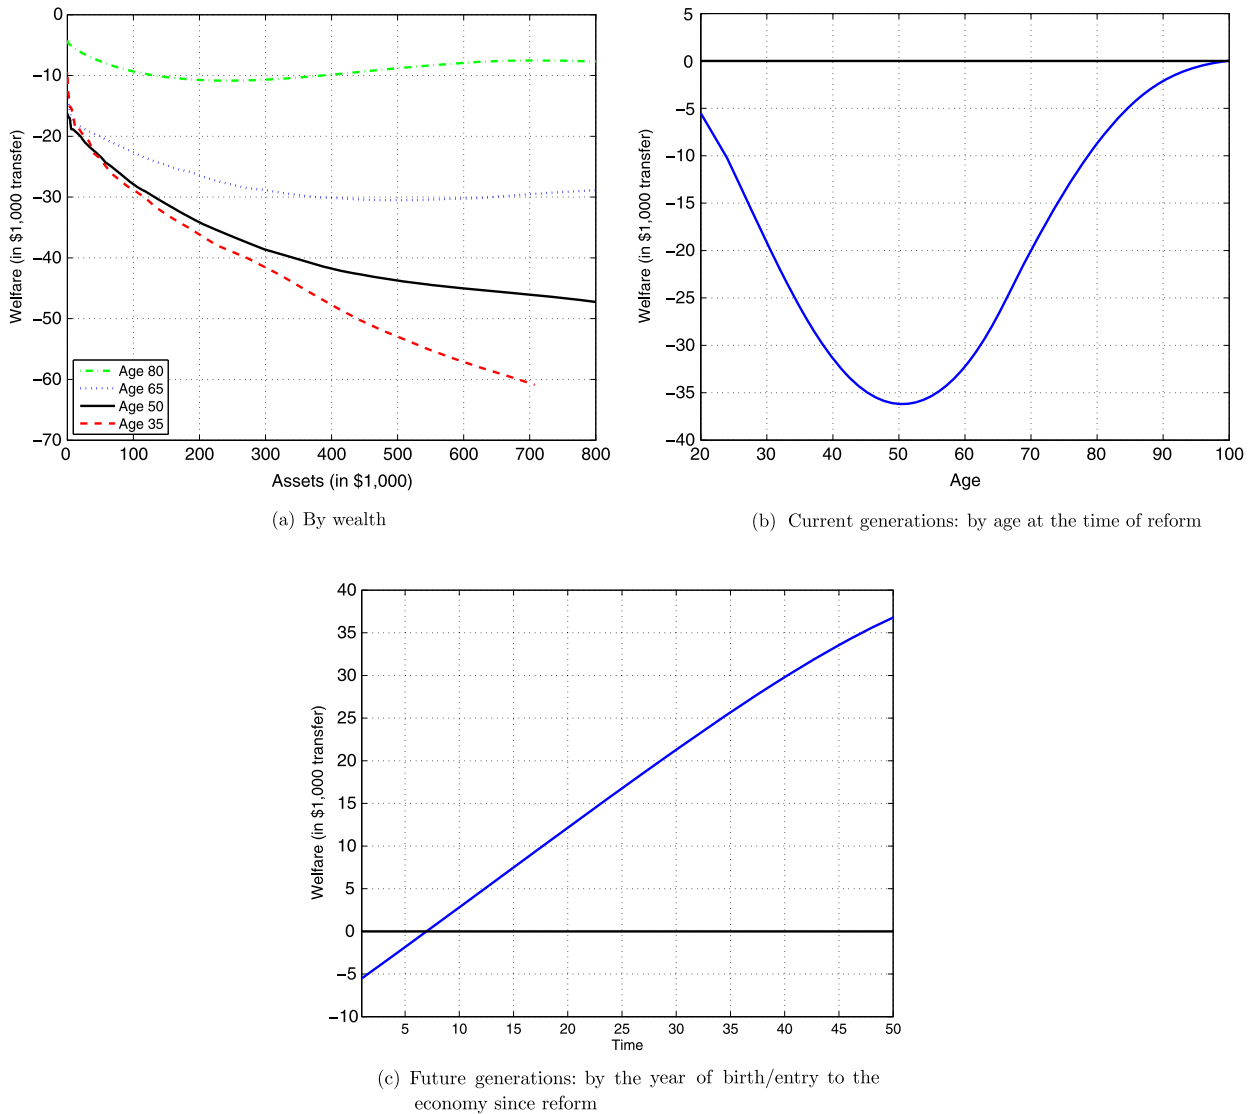 0
−10
−20
−30
−40
−50
−60
−70
Welfare (in $1,000 transfer)
Age 80
Age 65
Age 50
Age 35
0 100 200 300 400 500 600 700 800
Assets (in $1,000)
(a) By wealth
5
0
−5
−10
−15
−20
−25
−30
−35
−40
Welfare (in $1,000 transfer)
20 30 40 50 60 70 80 90 100
Age
(b) Current generations: by age at the time of reform
40
35
30
25
20
15
10
5
0
−5
−10
Welfare (in $1,000 transfer)
5 10 15 20 25 30 35 40 45 50
Time
(c) Future generations: by the year of birth/entry to the
economy since reform